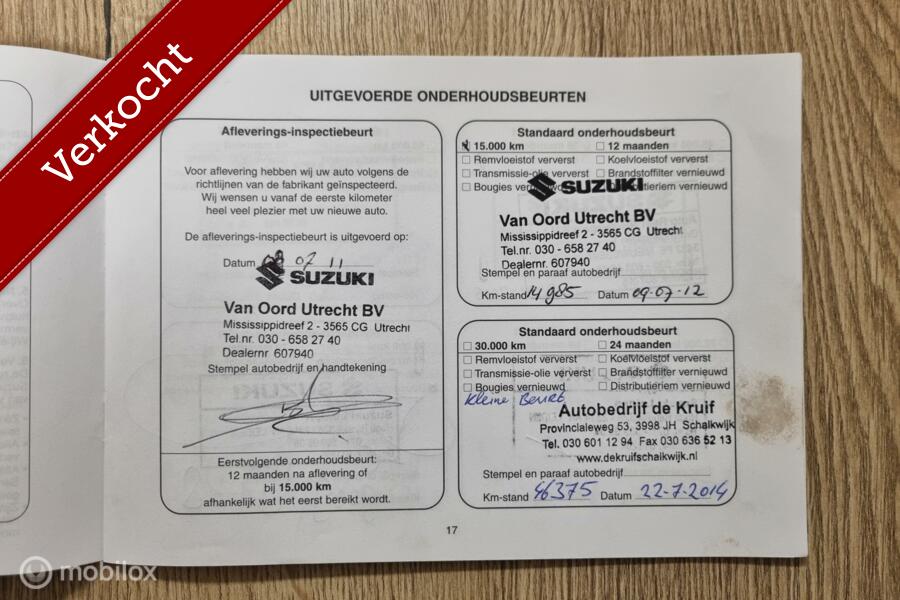 Verkocht
UITGEVOERDE ONDERHOUDSBEURTEN
Afleverings-inspectiebeurt
Voor aflevering hebben wij uw auto volgens de
richtlijnen van de fabrikant geïnspecteerd.
Wij wensen u vanaf de eerste kilometer
heel veel plezier met uw nieuwe auto.
De afleverings-inspectiebeurt is uitgevoerd op:
Datum 07 11
SUZUKI
Van Oord Utrecht BV
Mississippidreef 2 - 3565 CG Utrecht
Tel.nr. 030 - 658 27 40
Dealernr 607940
Stempel autobedrijf en handtekening
Eerstvolgende onderhoudsbeurt:
12 maanden na aflevering of
bij 15.000 km
afhankelijk wat het eerst bereikt wordt.
Standaard onderhoudsbeurt
15.000 km 12 maanden
Remvloeistof ververst Koelvloeistof ververst
Transmissie-olie ververst Brandstoffilter vernieuwd
Bougies vernieuwd Distributieriem vernieuwd
SUZUKI
Van Oord Utrecht BV
Mississippidreef 2 - 3565 CG Utrecht
Tel.nr. 030 - 658 27 40
Dealernr. 607940
Stempel en paraaf autobedrijf
Km-stand 14985 Datum 09-07-12
Standaard onderhoudsbeurt
30.000 km 24 maanden
Remvloeistof ververst Koelvloeistof ververst
Transmissie-olie ververst Brandstoffilter vernieuwd
Bougies vernieuwd Distributieriem vernieuwd
Kleine Beurt
Autobedrijf de Kruif
Provincialeweg 53, 3998 JH Schalkwijk
Tel. 030 601 12 94 Fax 030 636 52 13
www.dekruifschalkwijk.nl
Stempel en paraaf autobedrijf
Km-stand 46375 Datum 22-7-2014
17
mobilox